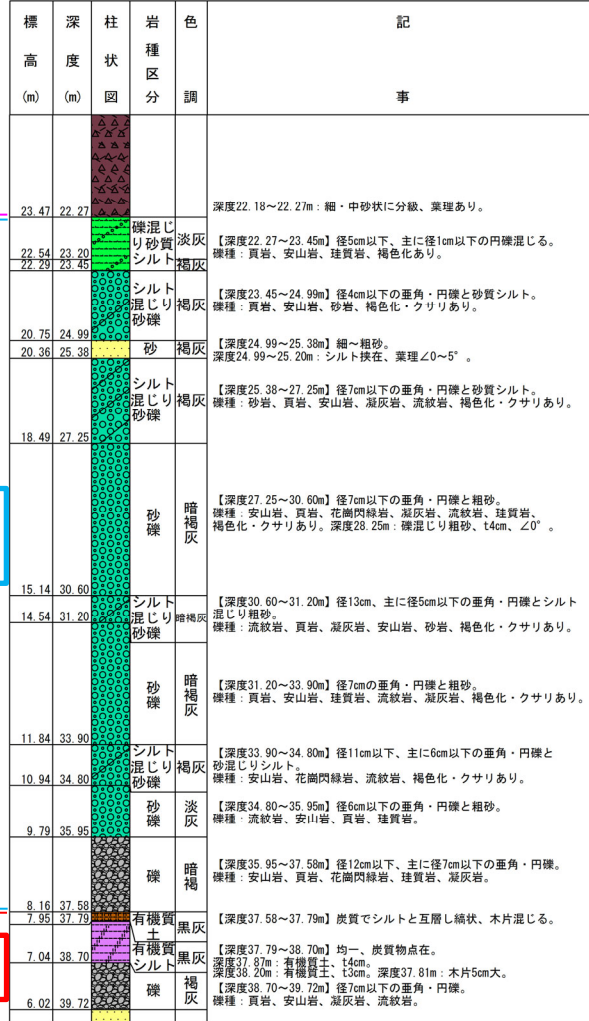 標高(m) 深度(m) 柱状図 岩種区分 色調 記事
深度22.18～22.27m：細・中砂状に分級、葉理あり。
23.47 22.27
礫混じり砂質シルト
淡灰
【深度22.27～23.45m】径5cm以下、主に径1cm以下の円礫混じる。
礫種：頁岩、安山岩、珪質岩、褐色化あり。
22.54 23.20
褐灰
22.29 23.45
シルト混じり砂礫
褐灰
【深度23.45～24.99m】径4cm以下の亜角・円礫と砂質シルト。
礫種：頁岩、安山岩、砂岩、褐色化・クサリあり。
20.75 24.99
砂
褐灰
【深度24.99～25.38m】細～粗砂。
深度24.99～25.20m：シルト挟在、葉理∠0～5°。
20.36 25.38
シルト混じり砂礫
褐灰
【深度25.38～27.25m】径7cm以下の亜角・円礫と砂質シルト。
礫種：砂岩、頁岩、安山岩、凝灰岩、流紋岩、褐色化・クサリあり。
18.49 27.25
砂礫
暗褐灰
【深度27.25～30.60m】径7cm以下の亜角・円礫と粗砂。
礫種：安山岩、頁岩、花崗閃緑岩、凝灰岩、流紋岩、珪質岩、
褐色化・クサリあり。深度28.25m：礫混じり粗砂、t4cm、∠0°。
15.14 30.60
シルト混じり砂礫
暗褐灰
【深度30.60～31.20m】径13cm、主に径5cm以下の亜角・円礫とシルト
混じり粗砂。
礫種：流紋岩、頁岩、凝灰岩、安山岩、砂岩、褐色化・クサリあり。
14.54 31.20
砂礫
暗褐灰
【深度31.20～33.90m】径7cmの亜角・円礫と粗砂。
礫種：頁岩、安山岩、珪質岩、流紋岩、凝灰岩、褐色化・クサリあり。
11.84 33.90
シルト混じり砂礫
褐灰
【深度33.90～34.80m】径11cm以下、主に6cm以下の亜角・円礫と
砂混じりシルト。
礫種：安山岩、花崗閃緑岩、流紋岩、褐色化・クサリあり。
10.94 34.80
砂礫
淡灰
【深度34.80～35.95m】径6cm以下の亜角・円礫と粗砂。
礫種：流紋岩、安山岩、頁岩、珪質岩。
9.79 35.95
礫
暗褐
【深度35.95～37.58m】径12cm以下、主に径7cm以下の亜角・円礫。
礫種：安山岩、頁岩、花崗閃緑岩、珪質岩、凝灰岩。
8.16 37.58
有機質土
黒灰
【深度37.58～37.79m】炭質でシルトと互層し縞状、木片混じる。
7.95 37.79
有機質シルト
黒灰
【深度37.79～38.70m】均一、炭質物点在。
深度37.87m：有機質土、t4cm。
深度38.20m：有機質土、t3cm。深度37.81m：木片5cm大。
7.04 38.70
礫
褐灰
【深度38.70～39.72m】径7cm以下の亜角・円礫。
礫種：頁岩、安山岩、凝灰岩、流紋岩。
6.02 39.72